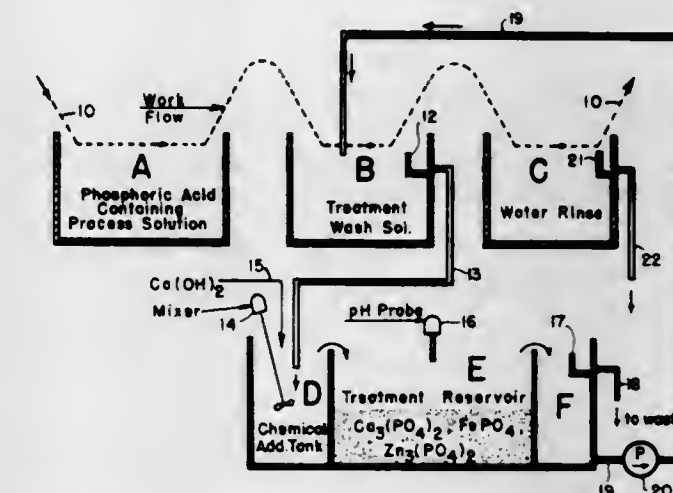 19
10
Work
Flow
12
10
A
B
21
C
Phosphoric Acid
Containing
Process Solution
Treatment
Wash Sol.
Water Rinse
15
13
22
Ca(OH)2
Mixer
14
pH Probe
16
17
D
E
F
18
Treatment Reservoir
Chemical
Add. Tank
Ca3(PO4)2, FePO4,
Zn3(PO4)2
to wast
P
19
20